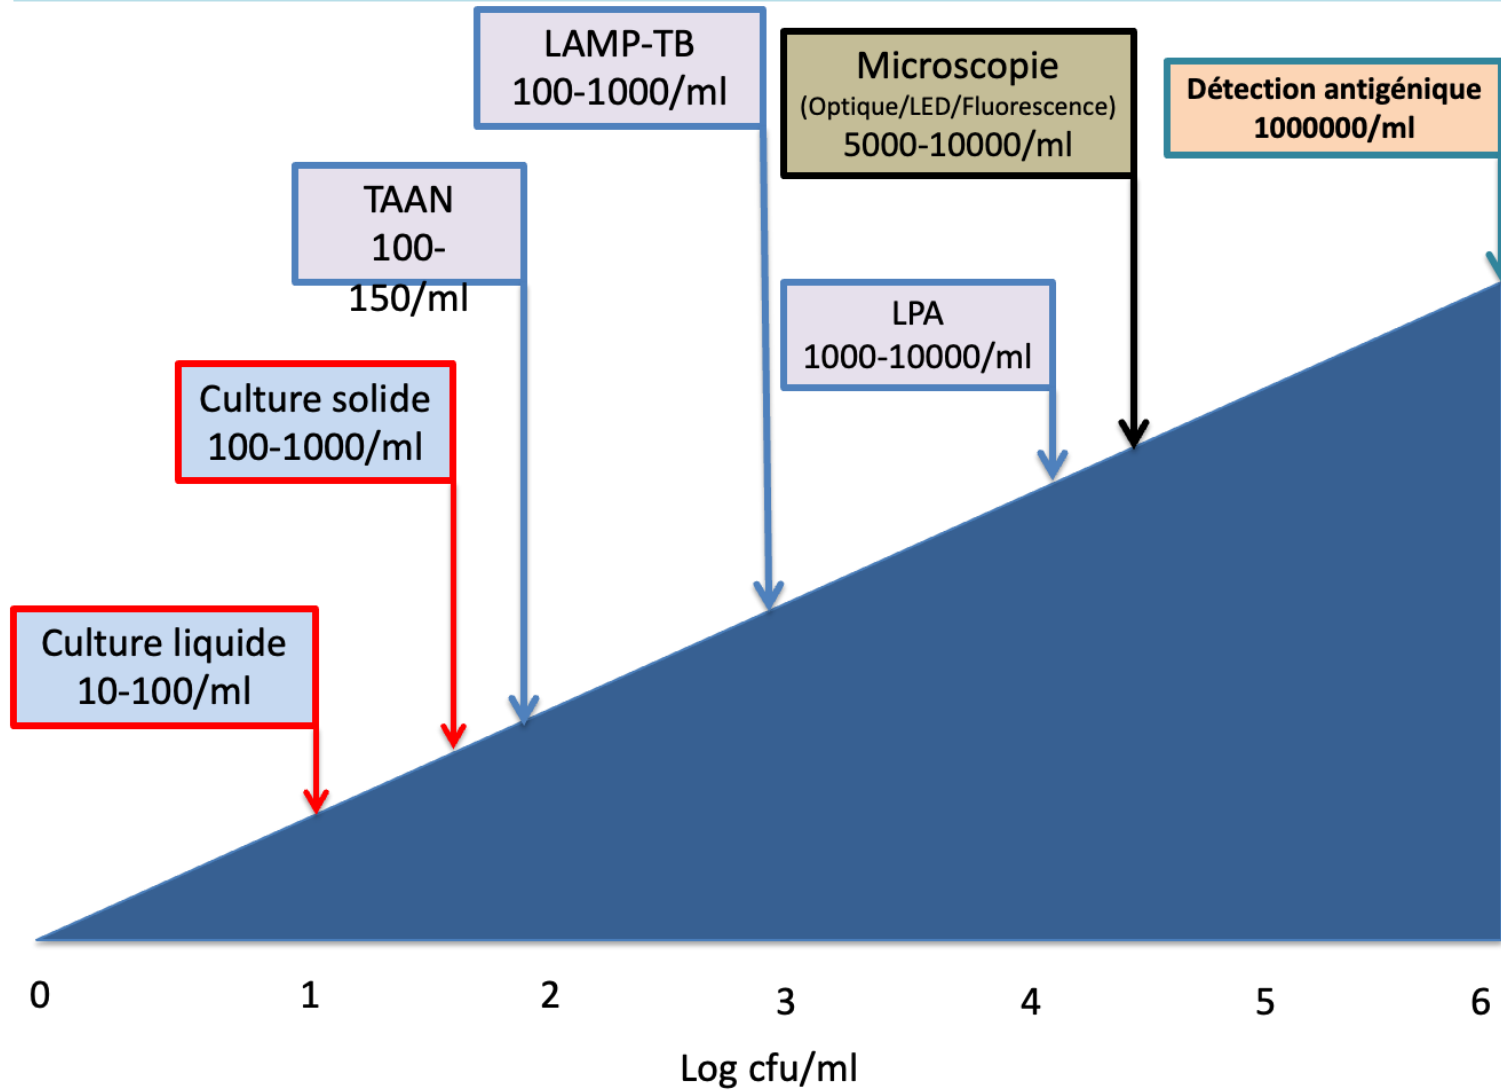 LAMP-TB
100-1000/ml
Microscopie
(Optique/LED/Fluorescence)
5000-10000/ml
Détection antigénique
1000000/ml
TAAN
100-
150/ml
LPA
1000-10000/ml
Culture solide
100-1000/ml
Culture liquide
10-100/ml
0 1 2 3 4 5 6
Log cfu/ml